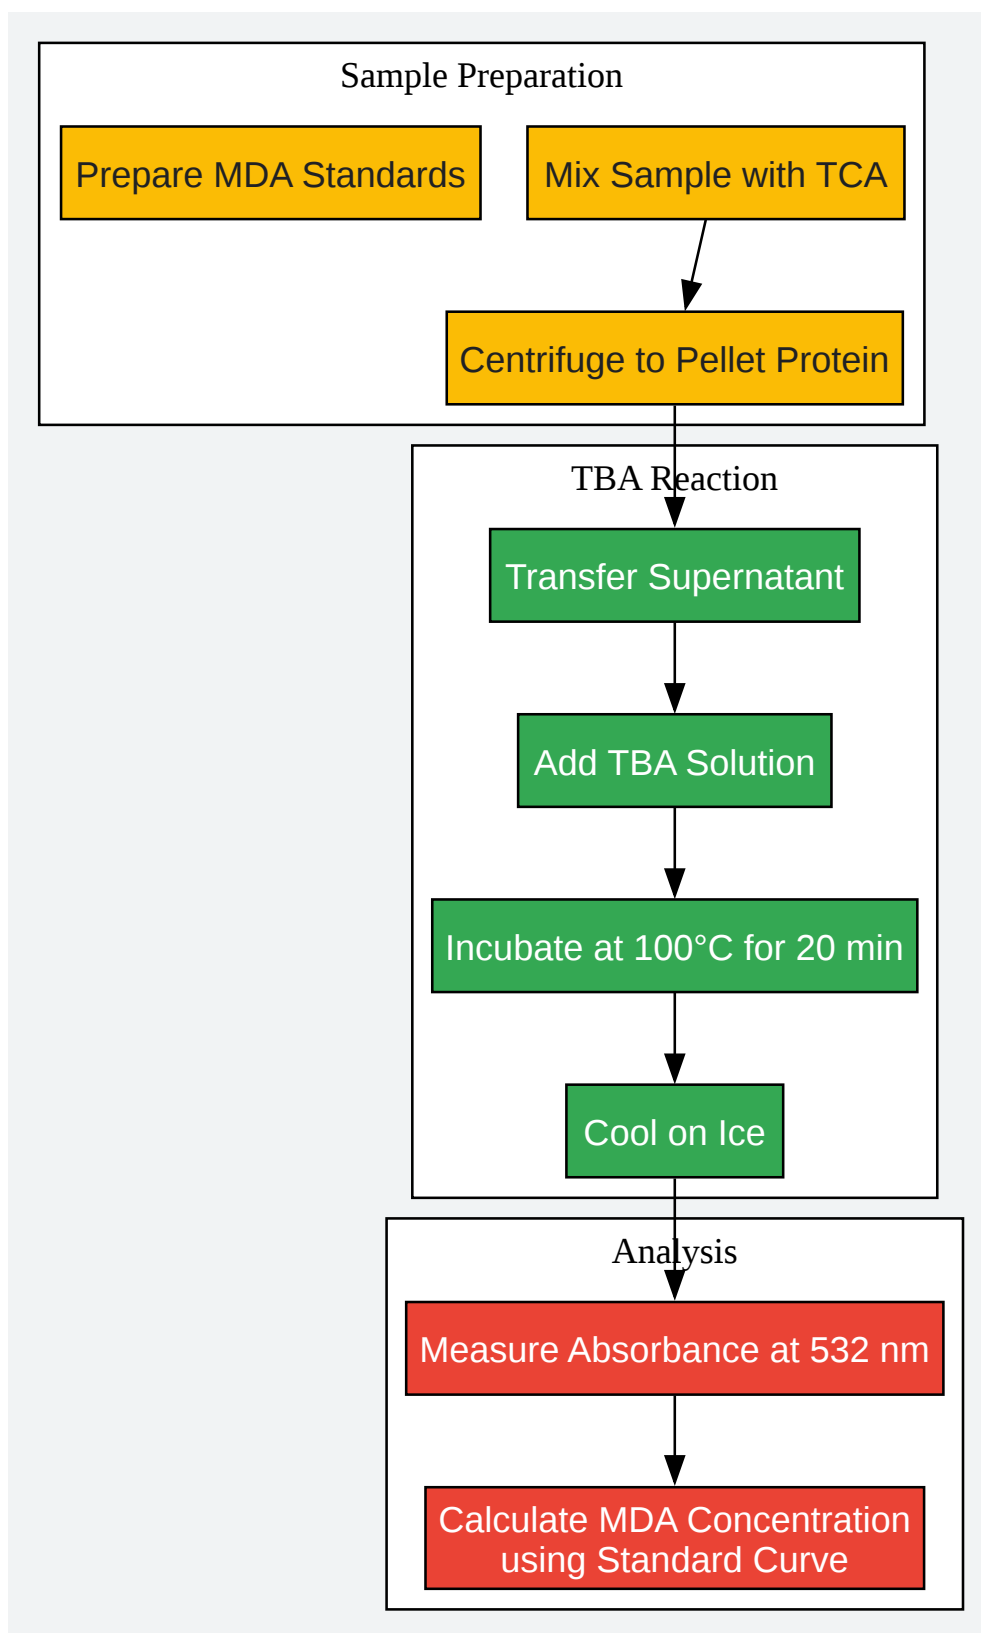 Sample Preparation
Prepare MDA Standards
Mix Sample with TCA
Centrifuge to Pellet Protein
TBA Reaction
Transfer Supernatant
Add TBA Solution
Incubate at 100°C for 20 min
Cool on Ice
Analysis
Measure Absorbance at 532 nm
Calculate MDA Concentration
using Standard Curve